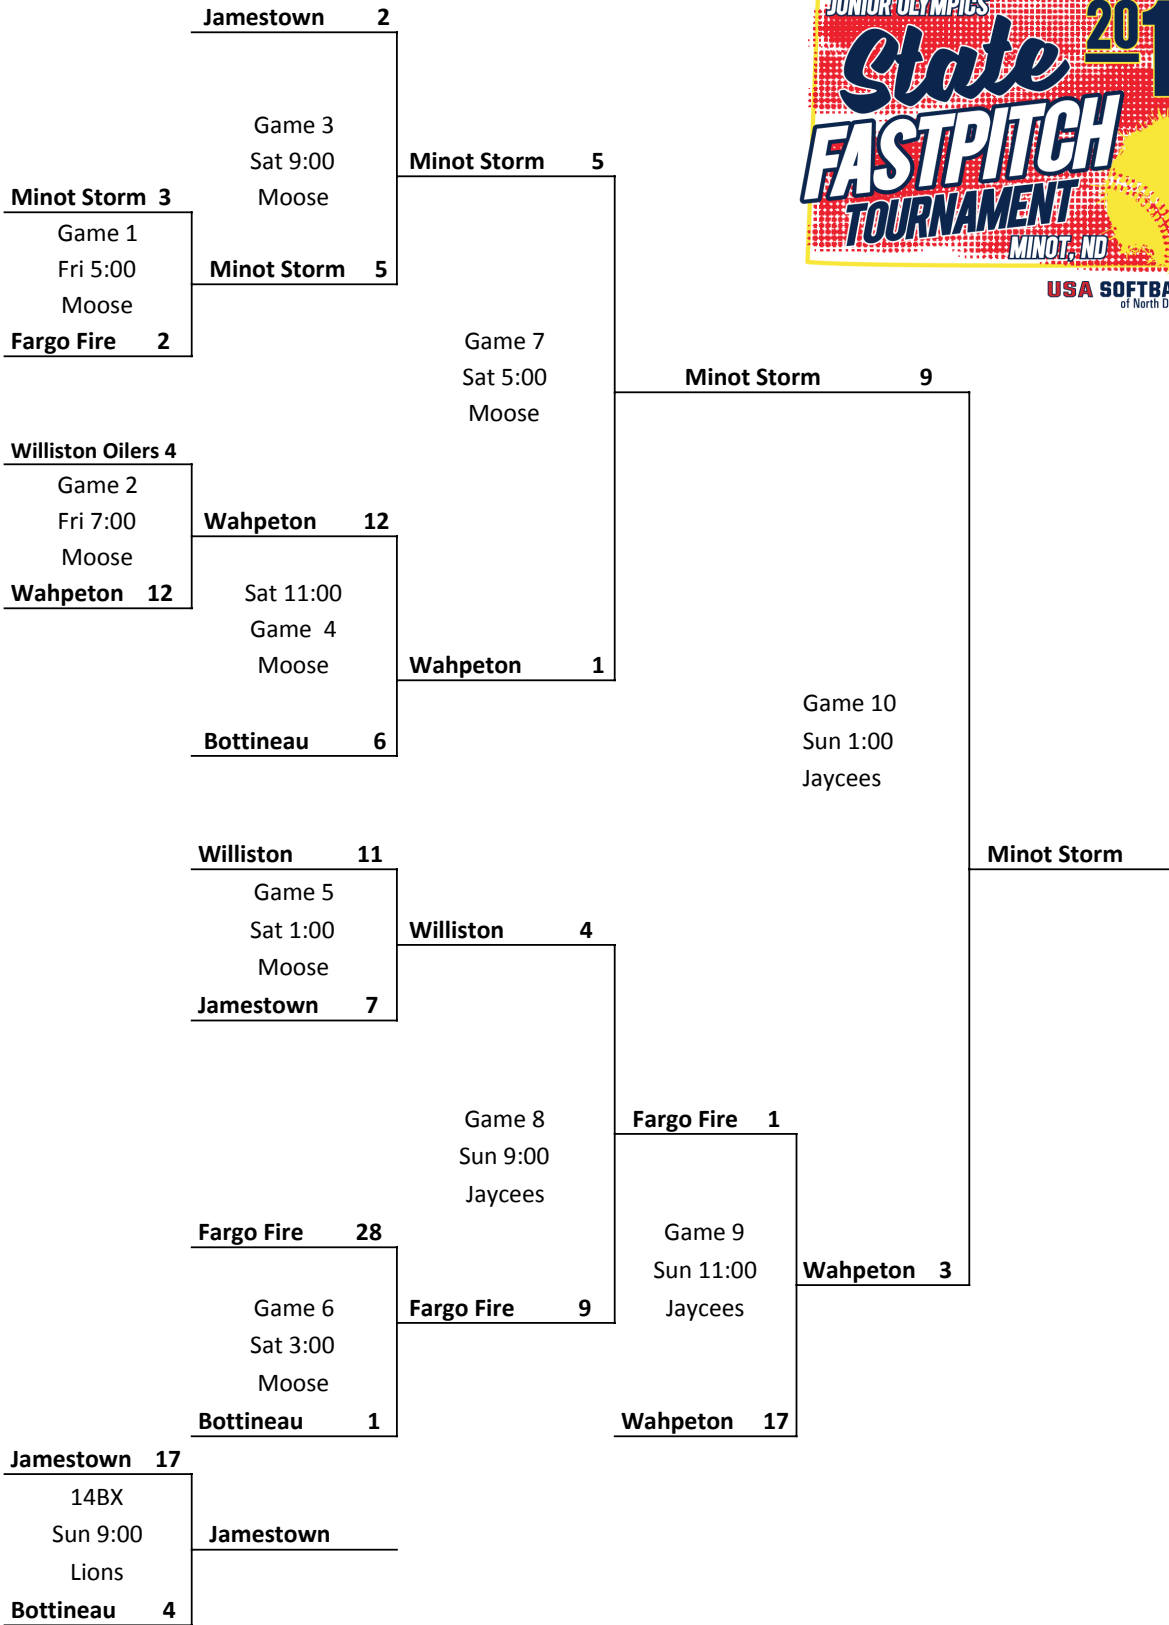 Jamestown 2
JUNIOR OLYMPICS
State
20
FASTPITCH
TOURNAMENT
MINOT, ND
USA SOFTBA
of North D
Game 3
Sat 9:00
Moose
Minot Storm 5
Minot Storm 3
Game 1
Fri 5:00
Moose
Fargo Fire 2
Minot Storm 5
Game 7
Sat 5:00
Moose
Minot Storm 9
Williston Oilers 4
Game 2
Fri 7:00
Moose
Wahpeton 12
Wahpeton 12
Sat 11:00
Game 4
Moose
Wahpeton 1
Bottineau 6
Game 10
Sun 1:00
Jaycees
Minot Storm
Williston 11
Game 5
Sat 1:00
Moose
Jamestown 7
Williston 4
Game 8
Sun 9:00
Jaycees
Fargo Fire 1
Fargo Fire 28
Game 6
Sat 3:00
Moose
Bottineau 1
Fargo Fire 9
Game 9
Sun 11:00
Jaycees
Wahpeton 3
Wahpeton 17
Jamestown 17
14BX
Sun 9:00
Lions
Bottineau 4
Jamestown